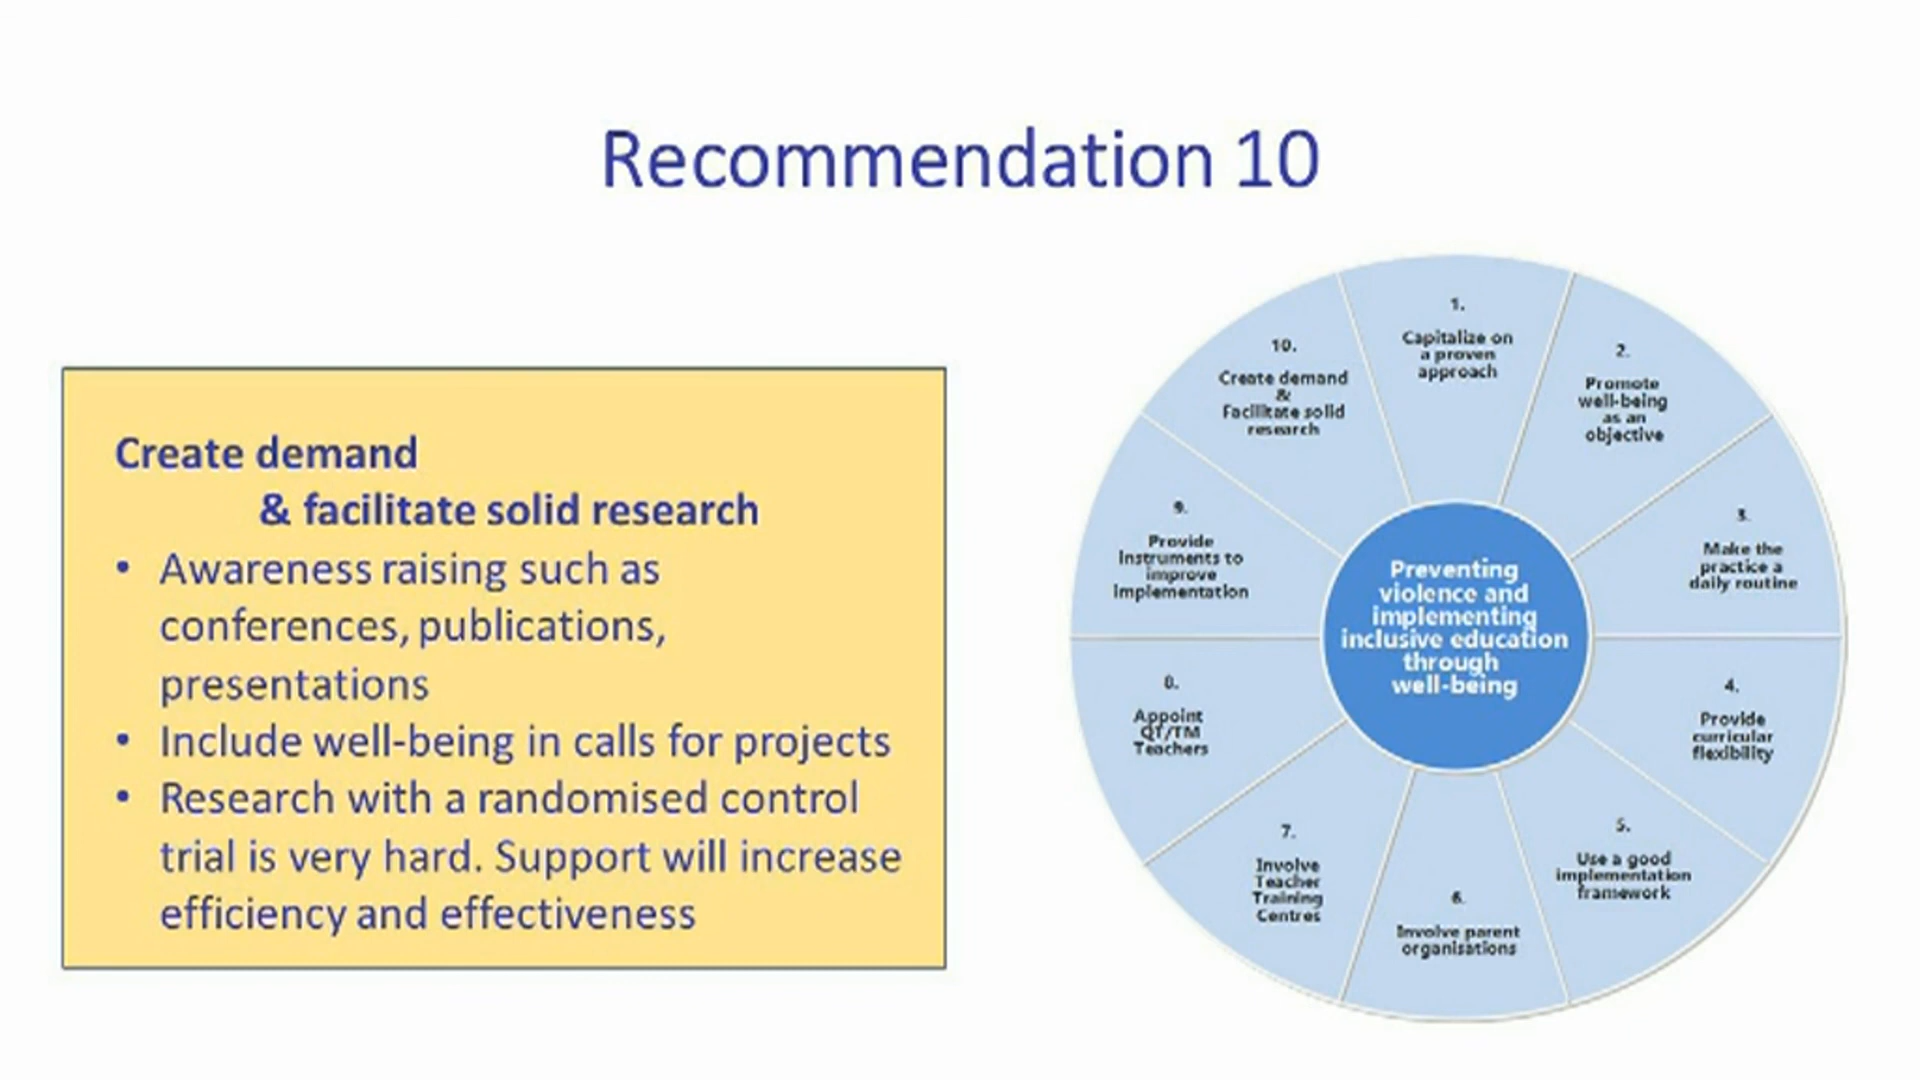 Recommendation 10
Create demand
& facilitate solid research
• Awareness raising such as
conferences, publications,
presentations
• Include well-being in calls for projects
• Research with a randomised control
trial is very hard. Support will increase
efficiency and effectiveness
1.
Capitalize on
a proven
approach
2.
Promote
well-being
as an
objective
3.
Make the
practice a
daily routine
4.
Provide
curricular
flexibility
5.
Use a good
implementation
framework
6.
Involve parent
organisations
7.
Involve
Teacher
Training
Centres
8.
Appoint
QT/TM
Teachers
9.
Provide
Instruments to
improve
implementation
10.
Create demand
&
Facilitate solid
research
Preventing
violence and
implementing
inclusive education
through
well-being